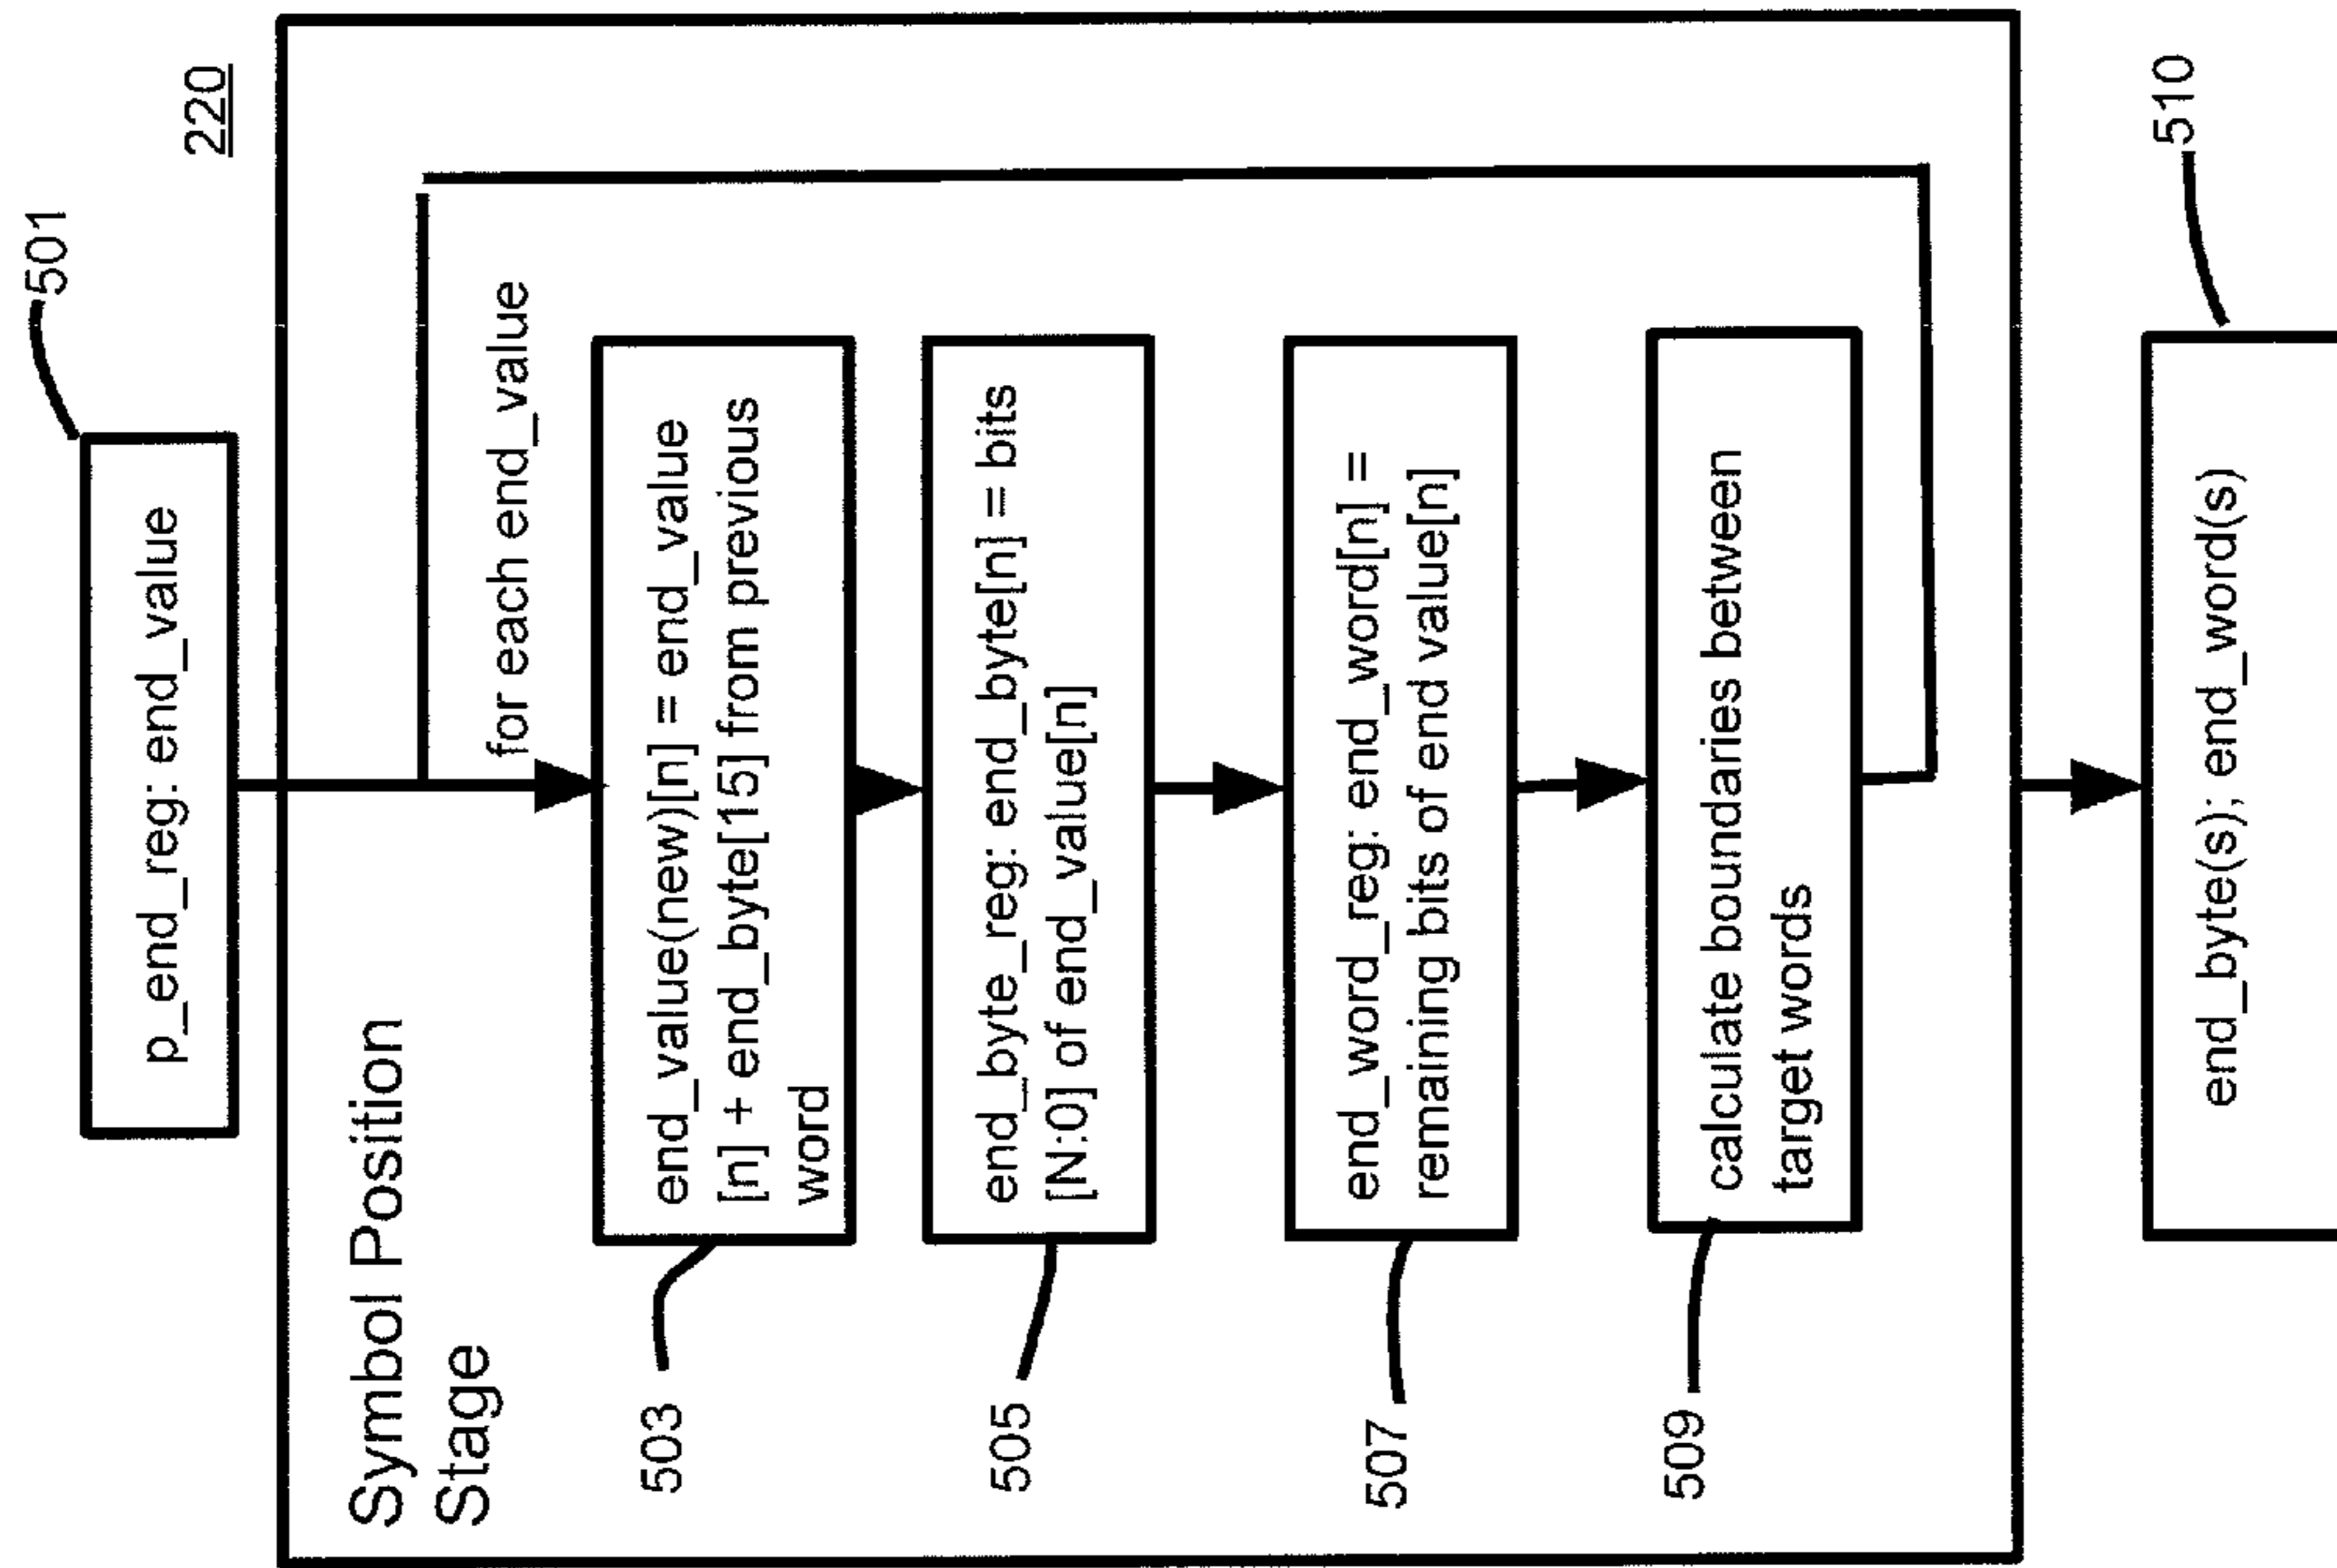 501
p_end_reg: end_value
220
Symbol Position
Stage
for each end_value
503
end_value(new)[n] = end_value
[n] + end_byte[15] from previous
word
505
end_byte_reg: end_byte[n] = bits
[N:0] of end_value[n]
507
end_word_reg: end_word[n] =
remaining bits of end value[n]
509
calculate boundaries between
target words
510
end_byte(s); end_word(s)